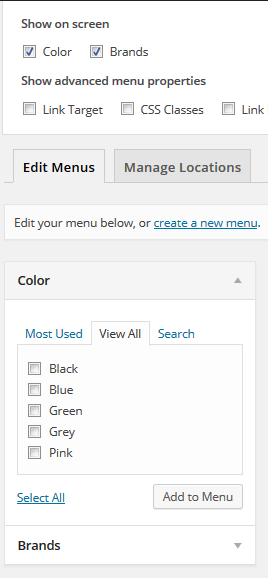 Show on screen
Color Brands
Show advanced menu properties
Link Target CSS Classes Link
Edit Menus Manage Locations
Edit your menu below, or create a new menu.
Color
Most Used View All Search
Black
Blue
Green
Grey
Pink
Select All Add to Menu
Brands